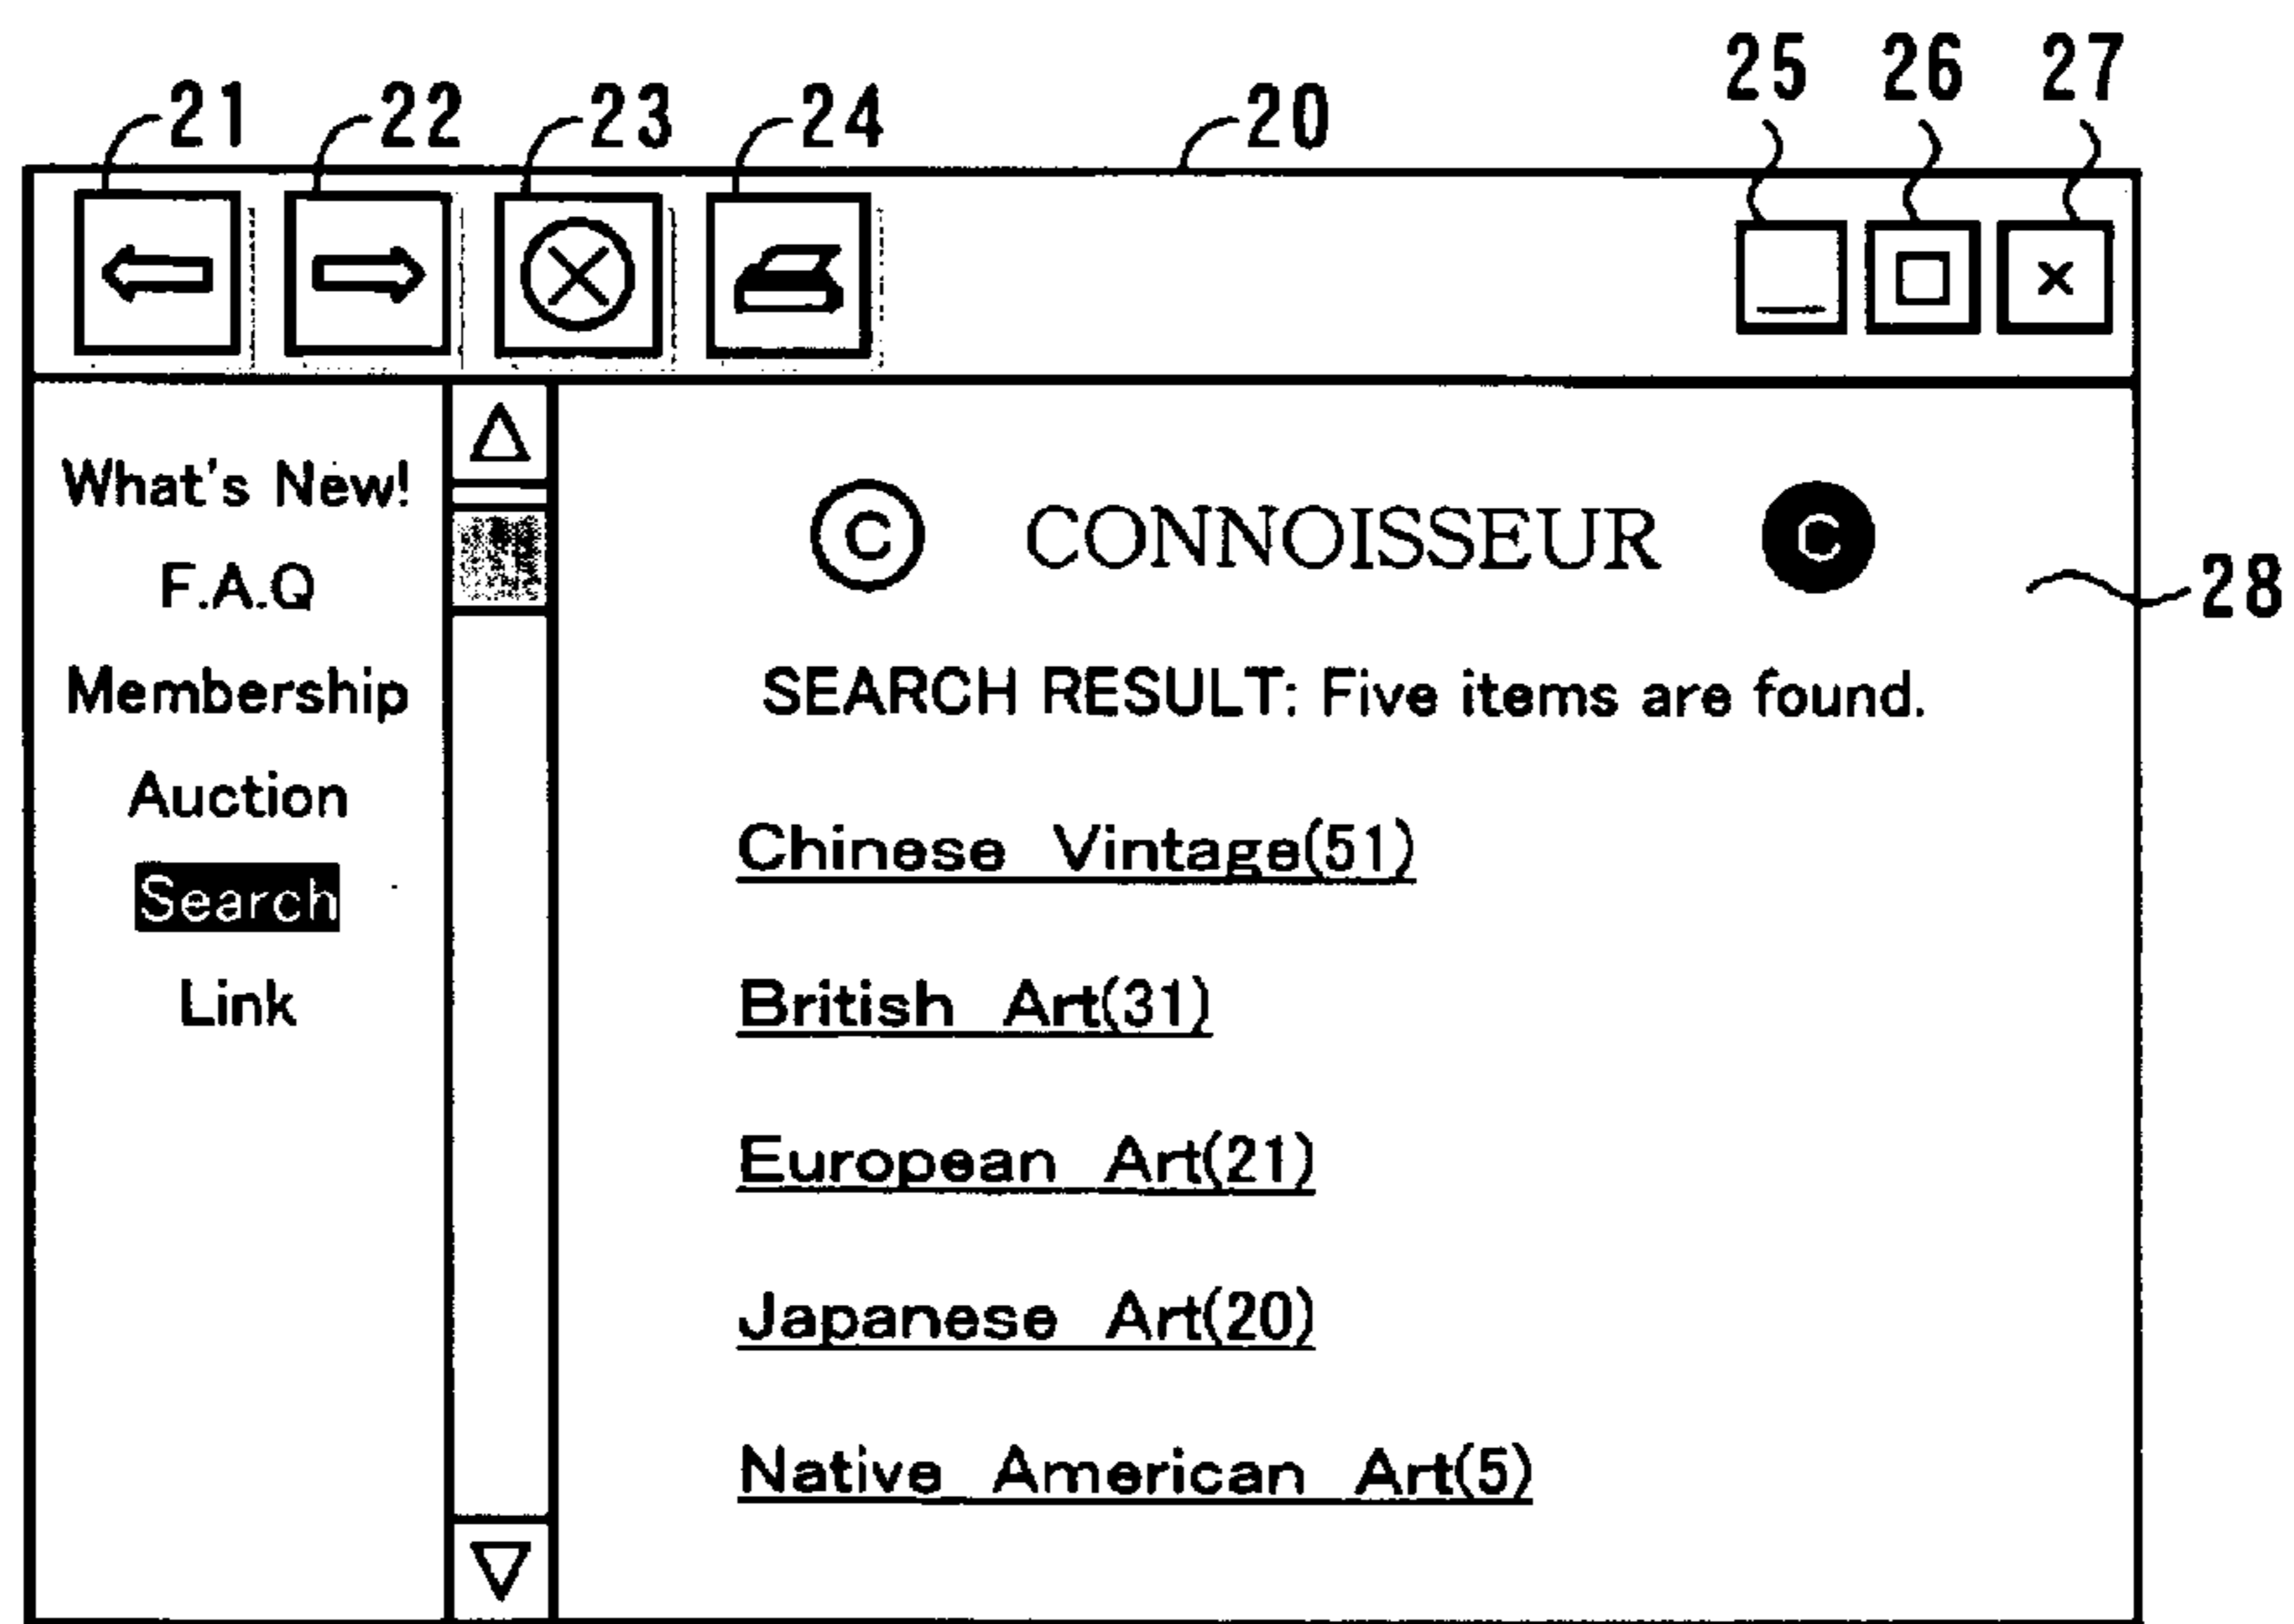 25 26 27
21 22 23 24 20
What's New!
F.A.Q
Membership
Auction
Search
Link
© CONNOISSEUR ©
28
SEARCH RESULT: Five items are found.
Chinese Vintage(51)
British Art(31)
European Art(21)
Japanese Art(20)
Native American Art(5)